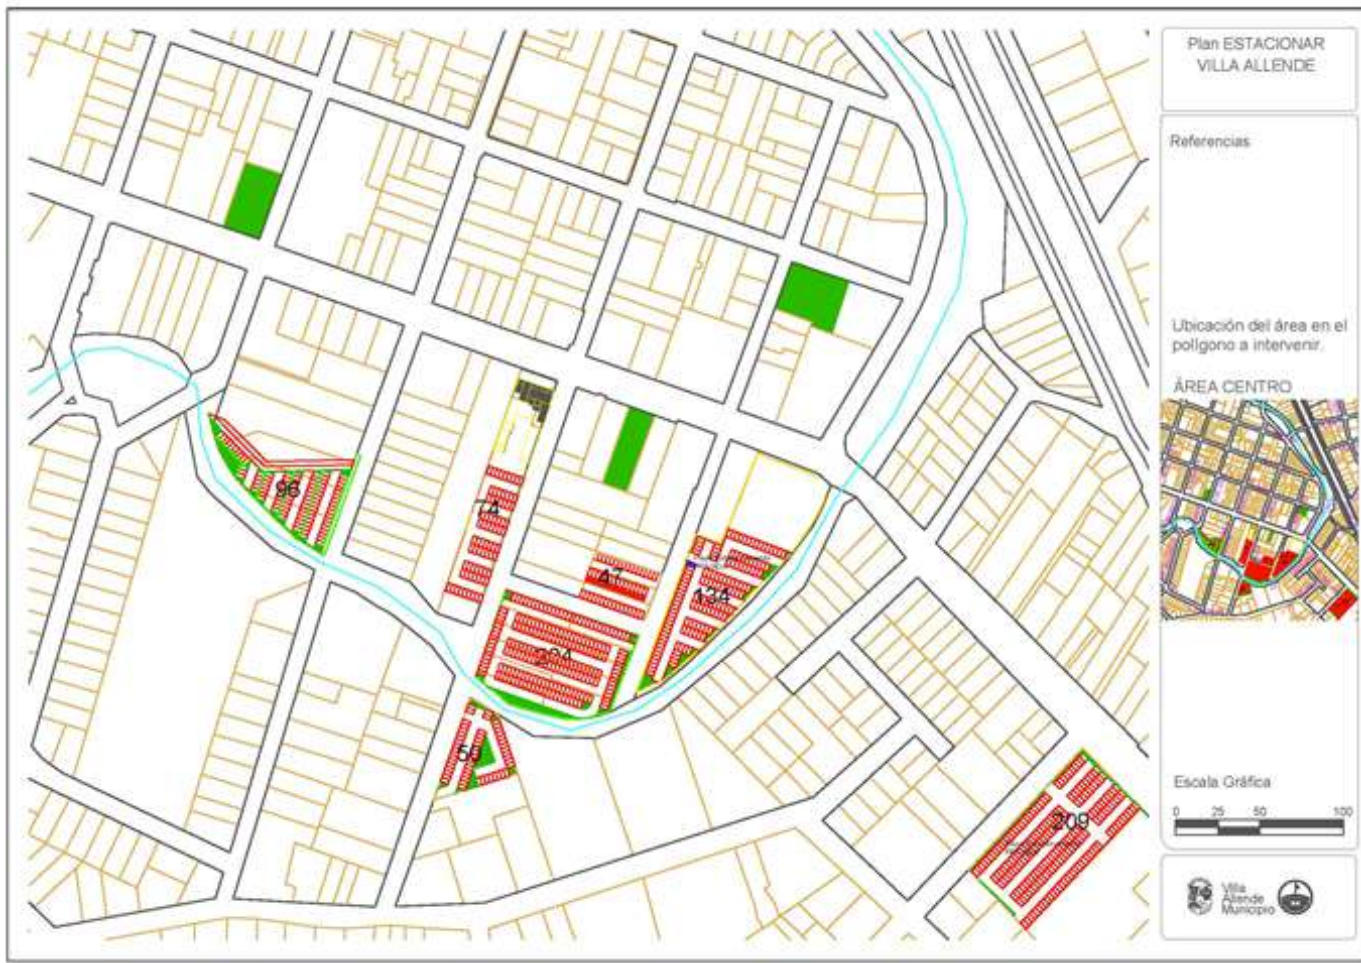 Plan ESTACIONAR
VILLA ALLENDE
Referencias
Ubicación del área en el
polígono a intervenir.
ÁREA CENTRO
96
74
47
134
224
50
209
Escala Gráfica
0 25 50 100
Villa
Allende
Municipio